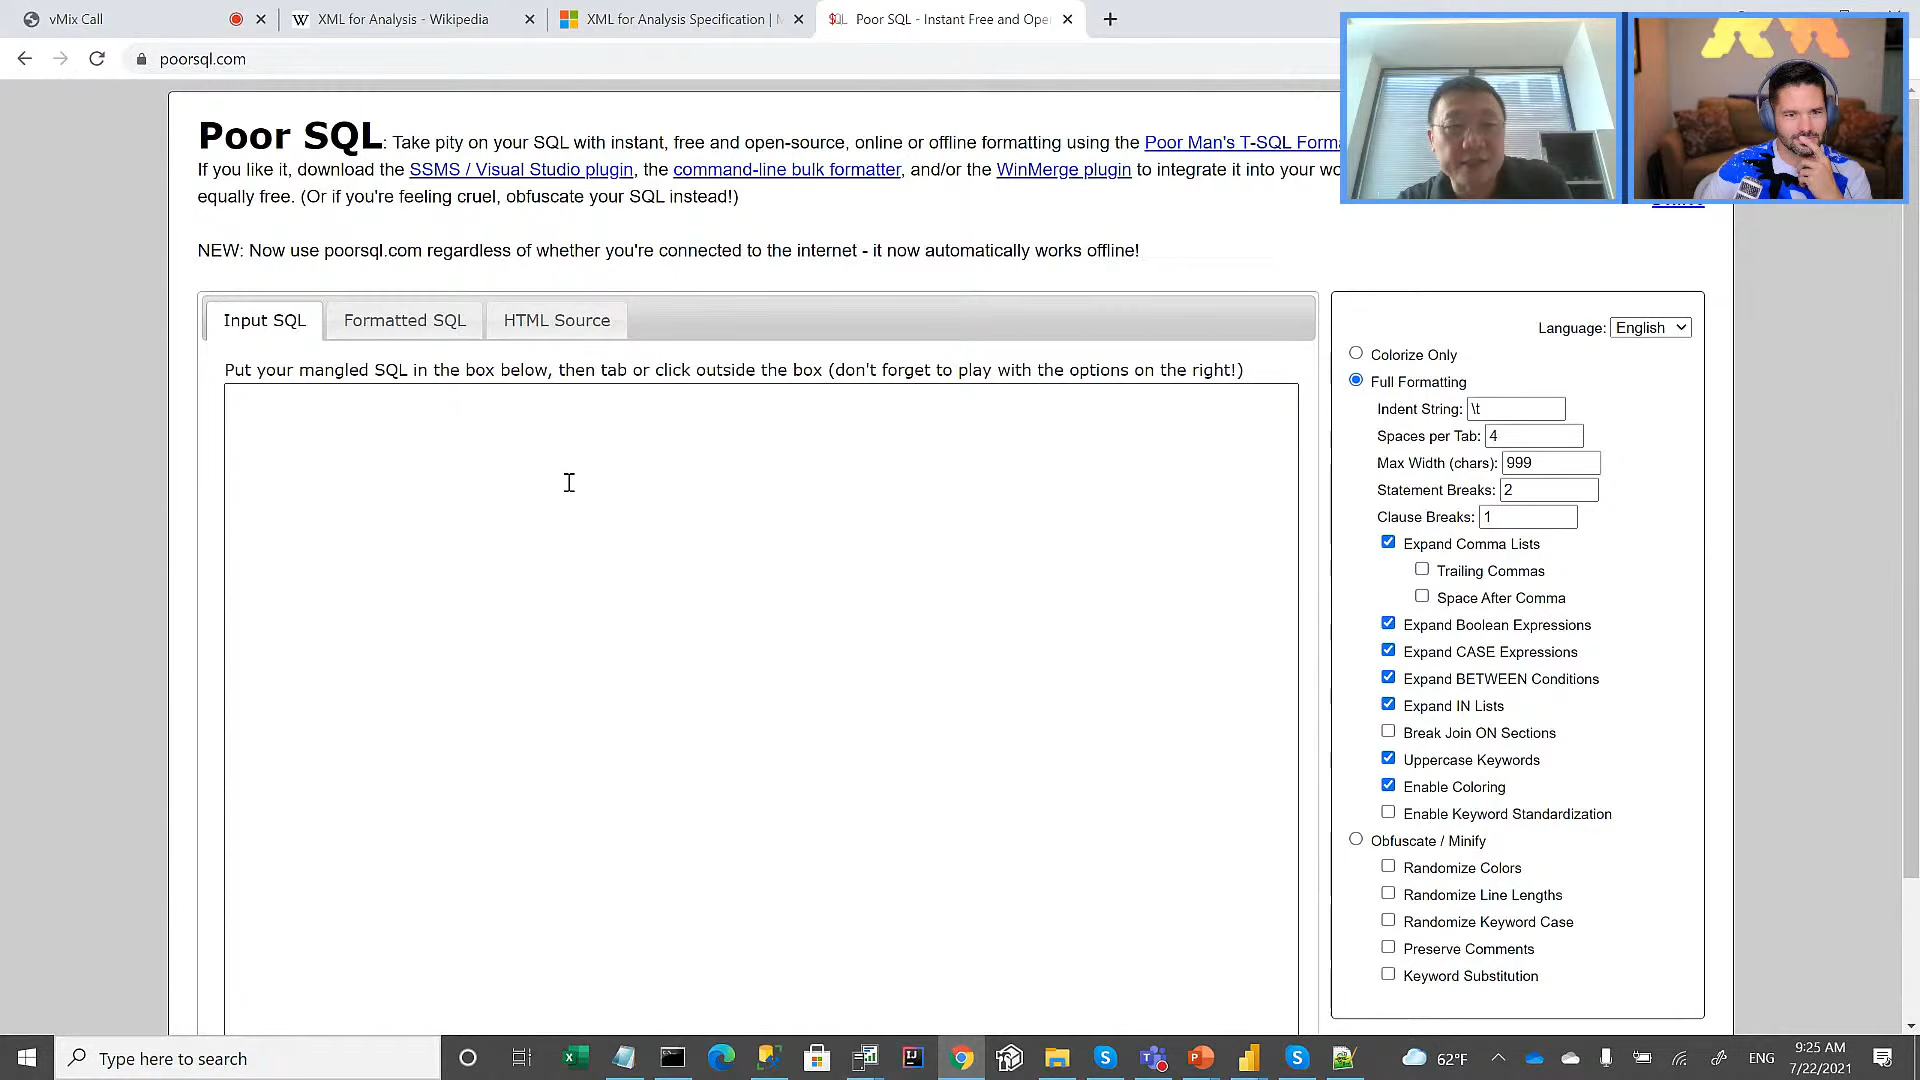 vMix Call
XML for Analysis - Wikipedia
XML for Analysis Specification | M
Poor SQL - Instant Free and Ope
poorsql.com
Poor SQL: Take pity on your SQL with instant, free and open-source, online or offline formatting using the Poor Man's T-SQL Forma
If you like it, download the SSMS / Visual Studio plugin, the command-line bulk formatter, and/or the WinMerge plugin to integrate it into your wo
equally free. (Or if you're feeling cruel, obfuscate your SQL instead!)
NEW: Now use poorsql.com regardless of whether you're connected to the internet - it now automatically works offline!
Input SQL
Formatted SQL
HTML Source
Put your mangled SQL in the box below, then tab or click outside the box (don't forget to play with the options on the right!)
Language: English
Colorize Only
Full Formatting
Indent String: \t
Spaces per Tab: 4
Max Width (chars): 999
Statement Breaks: 2
Clause Breaks: 1
Expand Comma Lists
Trailing Commas
Space After Comma
Expand Boolean Expressions
Expand CASE Expressions
Expand BETWEEN Conditions
Expand IN Lists
Break Join ON Sections
Uppercase Keywords
Enable Coloring
Enable Keyword Standardization
Obfuscate / Minify
Randomize Colors
Randomize Line Lengths
Randomize Keyword Case
Preserve Comments
Keyword Substitution
Type here to search
62°F
ENG
9:25 AM
7/22/2021